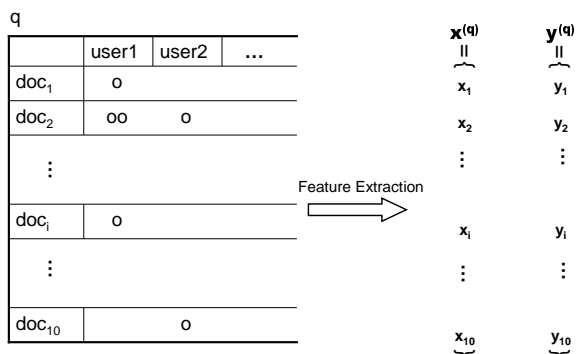 q
user1 user2 ...
doc1 o
doc2 oo o
⋮
doci o
⋮
doc10 o
Feature Extraction
x(q) y(q)
= =
x1 y1
x2 y2
⋮ ⋮
xi yi
⋮ ⋮
x10 y10